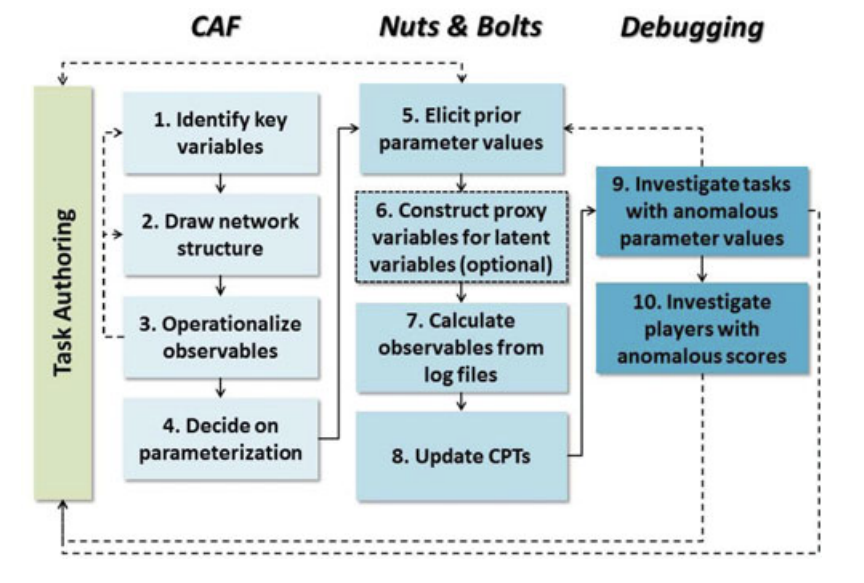 CAF
Nuts & Bolts
Debugging
Task Authoring
1. Identify key
variables
2. Draw network
structure
3. Operationalize
observables
4. Decide on
parameterization
5. Elicit prior
parameter values
6. Construct proxy
variables for latent
variables (optional)
7. Calculate
observables from
log files
8. Update CPTs
9. Investigate tasks
with anomalous
parameter values
10. Investigate
players with
anomalous scores